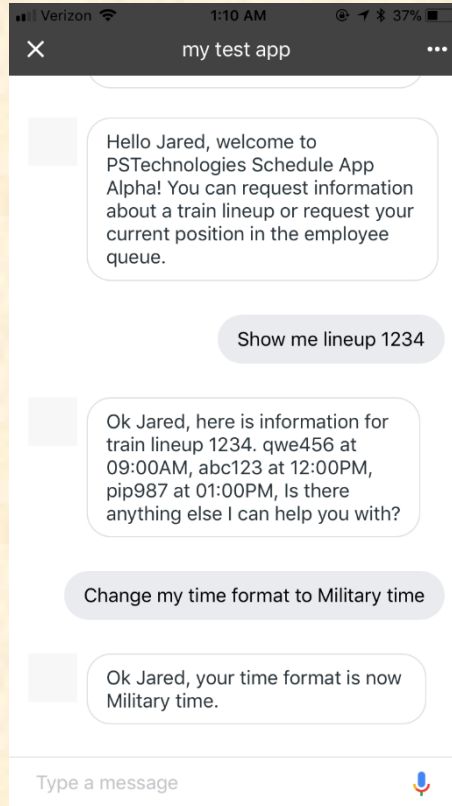 Verizon 1:10 AM 37%
my test app
Hello Jared, welcome to
PSTechnologies Schedule App
Alpha! You can request information
about a train lineup or request your
current position in the employee
queue.
Show me lineup 1234
Ok Jared, here is information for
train lineup 1234. qwe456 at
09:00AM, abc123 at 12:00PM,
pip987 at 01:00PM, Is there
anything else I can help you with?
Change my time format to Military time
Ok Jared, your time format is now
Military time.
Type a message